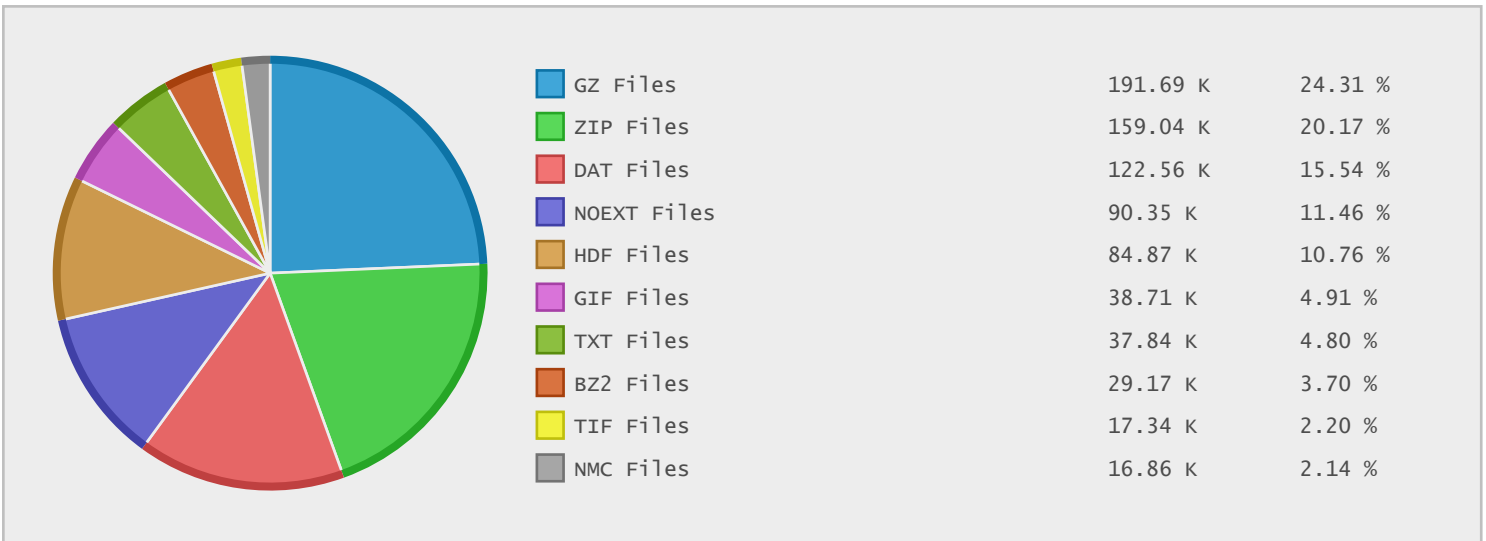 GZ Files 191.69 K 24.31 %
ZIP Files 159.04 K 20.17 %
DAT Files 122.56 K 15.54 %
NOEXT Files 90.35 K 11.46 %
HDF Files 84.87 K 10.76 %
GIF Files 38.71 K 4.91 %
TXT Files 37.84 K 4.80 %
BZ2 Files 29.17 K 3.70 %
TIF Files 17.34 K 2.20 %
NMC Files 16.86 K 2.14 %